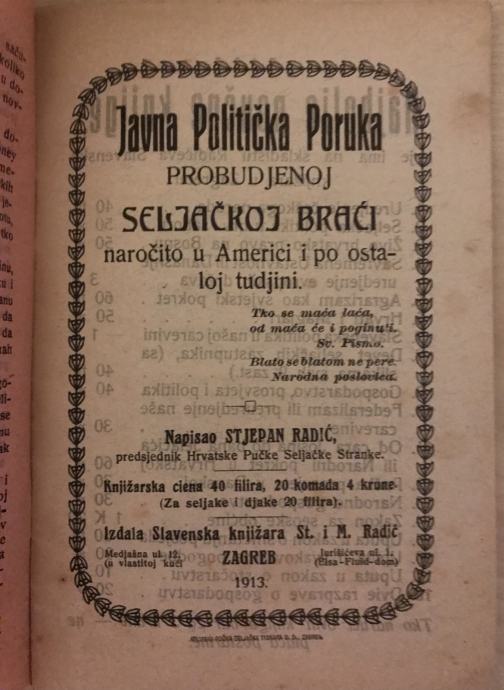 Javna Politička Poruka
PROBUDJENOJ
SELJAČKOJ BRAĆI
naročito u Americi i po osta-
loj tudjini.
Tko se maća laća,
od maća će i poginuti.
Sv. Pismo.
Blato se blatom ne pere.
Narodna poslovica.
Napisao STJEPAN RADIĆ,
predsjednik Hrvatske Pučke Seljačke Stranke.
Knjižarska ciena 40 filira, 20 komada 4 krune
(Za seljake i djake 20 filira).
Izdala Slavenska knjižara St. i M. Radić
Medjašna ul. 12. ZAGREB Jurišićeva ul. 1.
(u vlastitoj kući (Elsa-Fluid-dom)
1913.